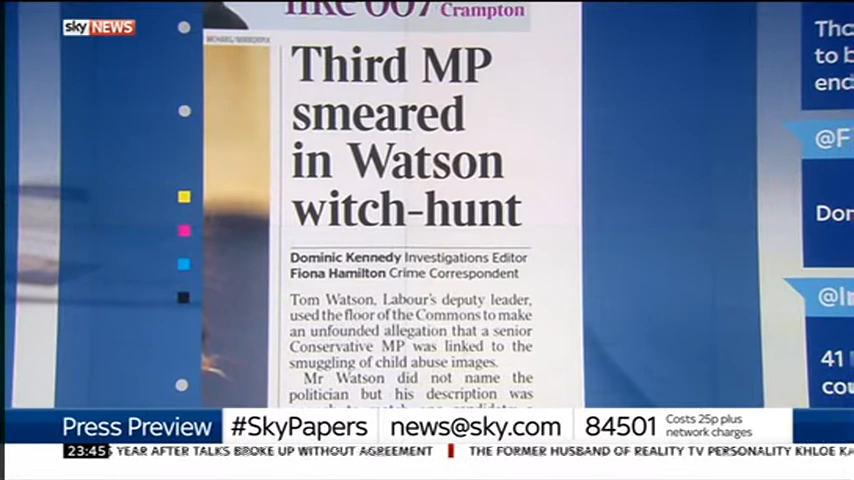 like 007
Crampton
sky NEWS
Third MP
smeared
in Watson
witch-hunt
Dominic Kennedy Investigations Editor
Fiona Hamilton Crime Correspondent
Tom Watson, Labour's deputy leader,
used the floor of the Commons to make
an unfounded allegation that a senior
Conservative MP was linked to the
smuggling of child abuse images.
Mr Watson did not name the
politician but his description was
to b
end
@F
Don
@I
41
cou
Press Preview
#SkyPapers
news@sky.com
84501
Costs 25p plus
network charges
23:45
YEAR AFTER TALKS BROKE UP WITHOUT AGREEMENT
THE FORMER HUSBAND OF REALITY TV PERSONALITY KHLOE KA